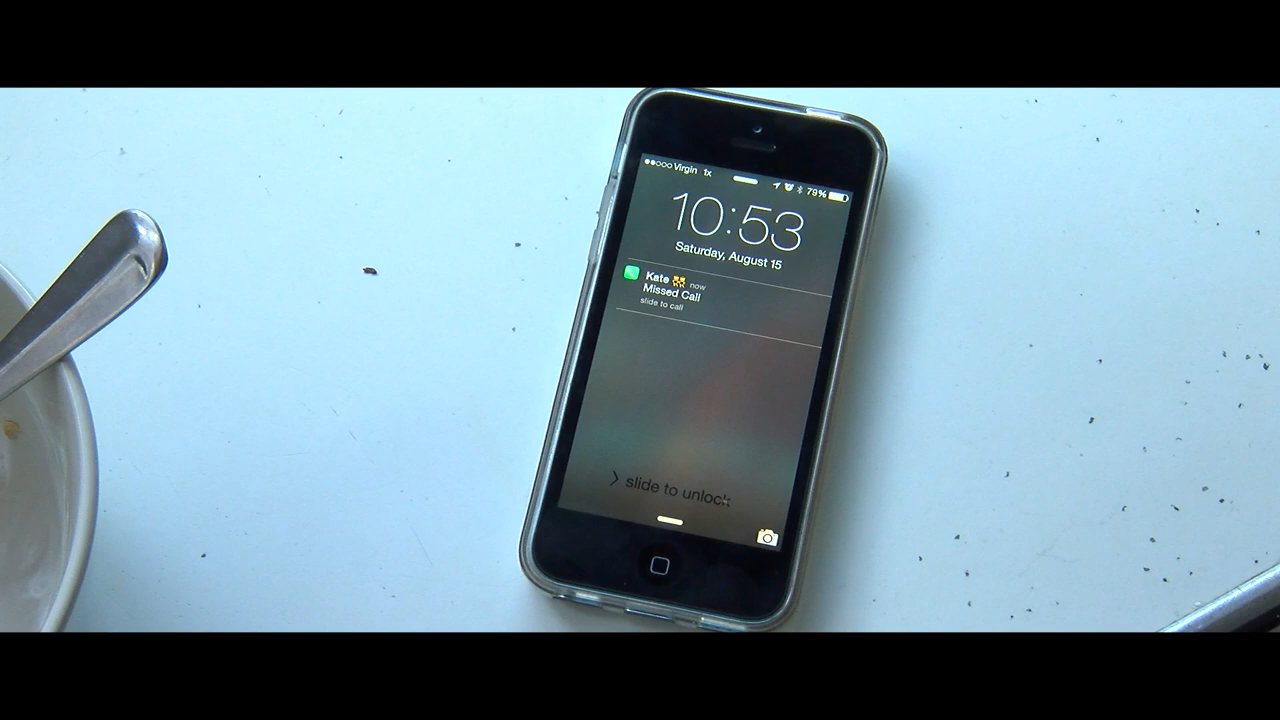 Virgin 1x 79%
10:53
Saturday, August 15
Kate now
Missed Call
slide to call
slide to unlock